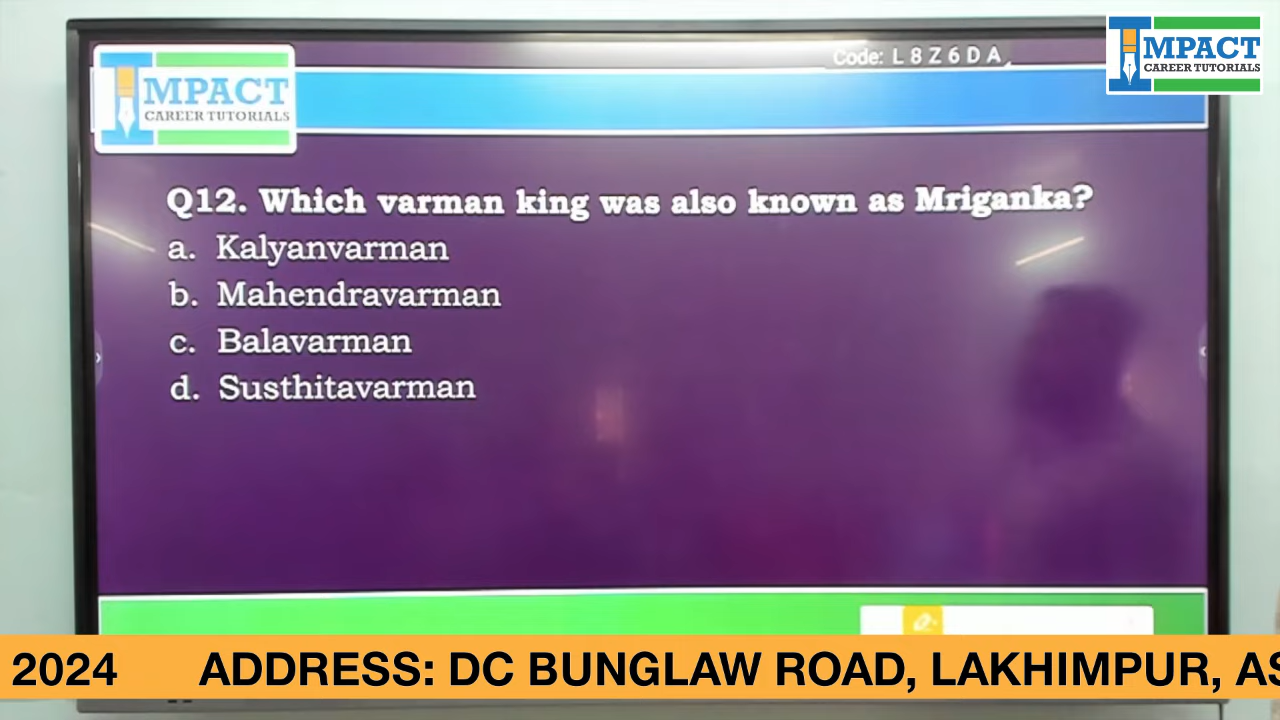 Code: L8Z6DA
IMPACT
CAREER TUTORIALS
IMPACT
CAREER TUTORIALS
Q12. Which varman king was also known as Mriganka?
a. Kalyanvarman
b. Mahendravarman
c. Balavarman
d. Susthitavarman
2024 ADDRESS: DC BUNGLAW ROAD, LAKHIMPUR, AS